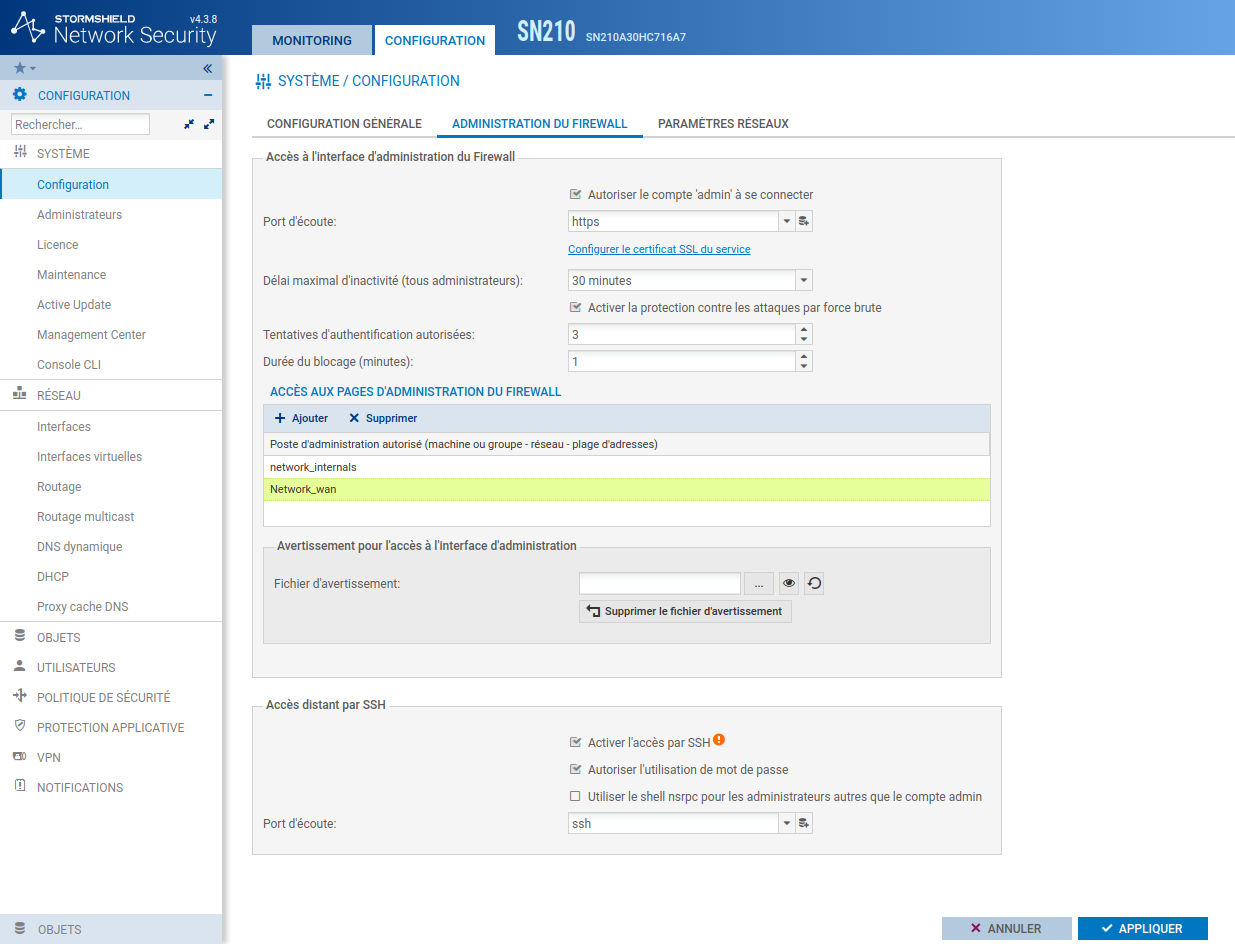 STORMSHIELD v4.3.8
Network Security
MONITORING
CONFIGURATION
SN210 SN210A30HC716A7
CONFIGURATION
Rechercher...
SYSTÈME
Configuration
Administrateurs
Licence
Maintenance
Active Update
Management Center
Console CLI
RÉSEAU
Interfaces
Interfaces virtuelles
Routage
Routage multicast
DNS dynamique
DHCP
Proxy cache DNS
OBJETS
UTILISATEURS
POLITIQUE DE SÉCURITÉ
PROTECTION APPLICATIVE
VPN
NOTIFICATIONS
OBJETS
SYSTÈME / CONFIGURATION
CONFIGURATION GÉNÉRALE
ADMINISTRATION DU FIREWALL
PARAMÈTRES RÉSEAUX
Accès à l'interface d'administration du Firewall
Autoriser le compte 'admin' à se connecter
Port d'écoute: https
Configurer le certificat SSL du service
Délai maximal d'inactivité (tous administrateurs): 30 minutes
Activer la protection contre les attaques par force brute
Tentatives d'authentification autorisées: 3
Durée du blocage (minutes): 1
ACCÈS AUX PAGES D'ADMINISTRATION DU FIREWALL
Ajouter
Supprimer
Poste d'administration autorisé (machine ou groupe - réseau - plage d'adresses)
network_internals
Network_wan
Avertissement pour l'accès à l'interface d'administration
Fichier d'avertissement: ...
Supprimer le fichier d'avertissement
Accès distant par SSH
Activer l'accès par SSH
Autoriser l'utilisation de mot de passe
Utiliser le shell nsrpc pour les administrateurs autres que le compte admin
Port d'écoute: ssh
ANNULER
APPLIQUER